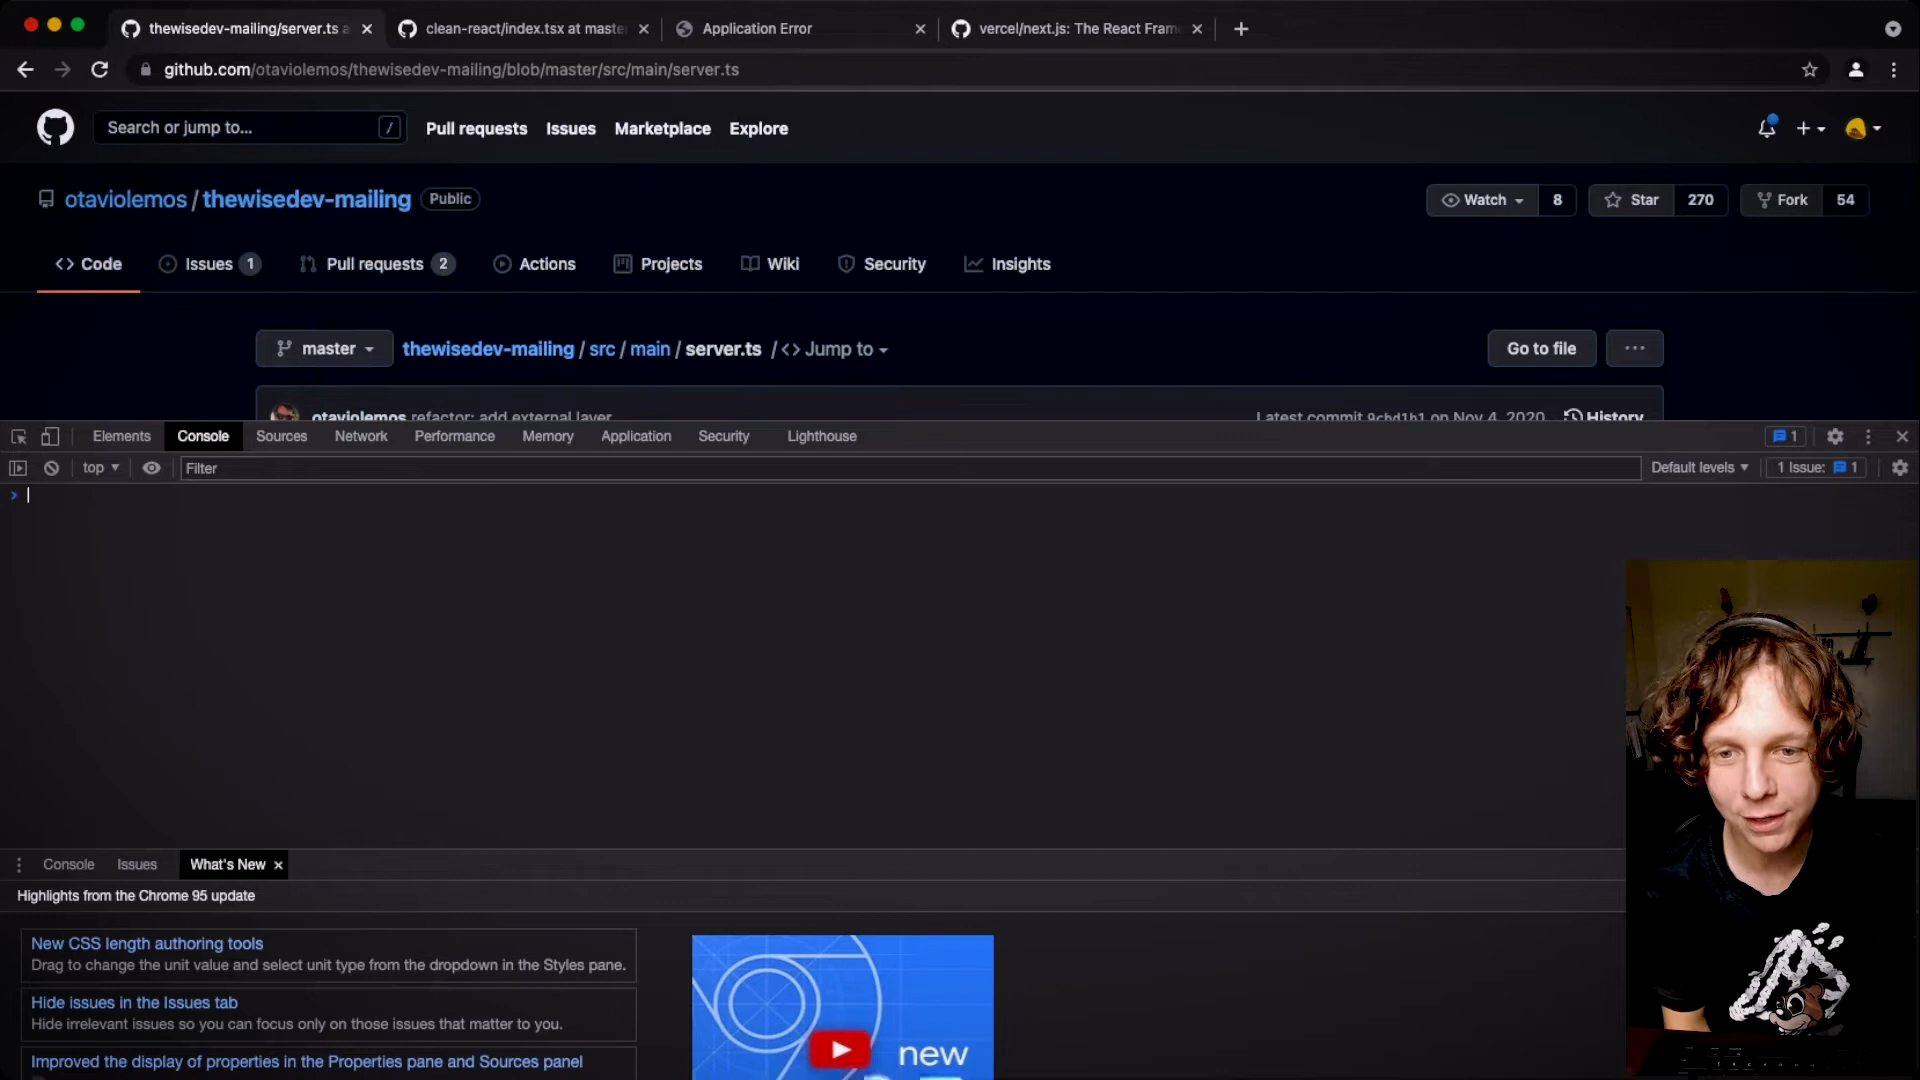 thewisedev-mailing/server.ts a
clean-react/index.tsx at maste
Application Error
vercel/next.js: The React Fram
github.com/otaviolemos/thewisedev-mailing/blob/master/src/main/server.ts
Search or jump to...
/
Pull requests
Issues
Marketplace
Explore
otaviolemos / thewisedev-mailing
Public
Watch 8
Star 270
Fork 54
Code
Issues 1
Pull requests 2
Actions
Projects
Wiki
Security
Insights
master
thewisedev-mailing / src / main / server.ts / <> Jump to
Go to file
otaviolemos refactor: add external layer
Latest commit 9cbd1b1 on Nov 4, 2020
History
Elements
Console
Sources
Network
Performance
Memory
Application
Security
Lighthouse
1
top
Filter
Default levels
1 Issue: 1
Console
Issues
What's New
Highlights from the Chrome 95 update
New CSS length authoring tools
Drag to change the unit value and select unit type from the dropdown in the Styles pane.
Hide issues in the Issues tab
Hide irrelevant issues so you can focus only on those issues that matter to you.
Improved the display of properties in the Properties pane and Sources panel
new